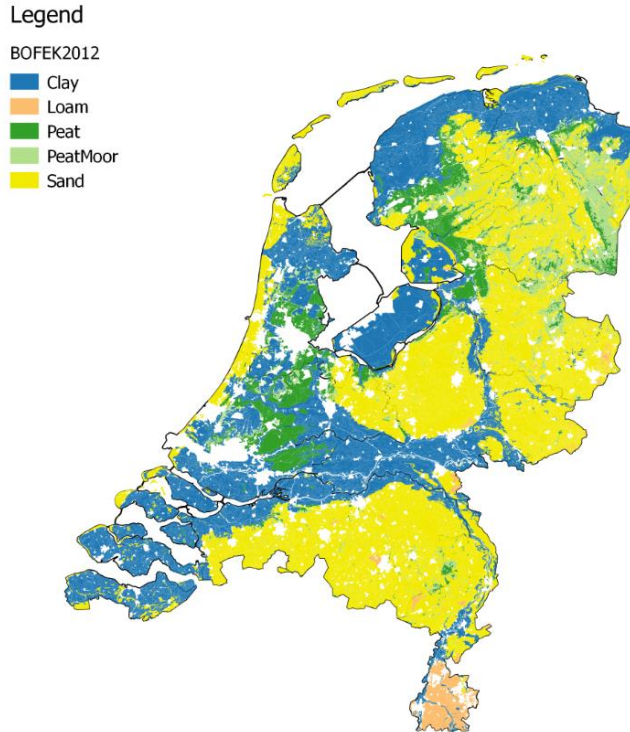 Legend
BOFEK2012
Clay
Loam
Peat
PeatMoor
Sand